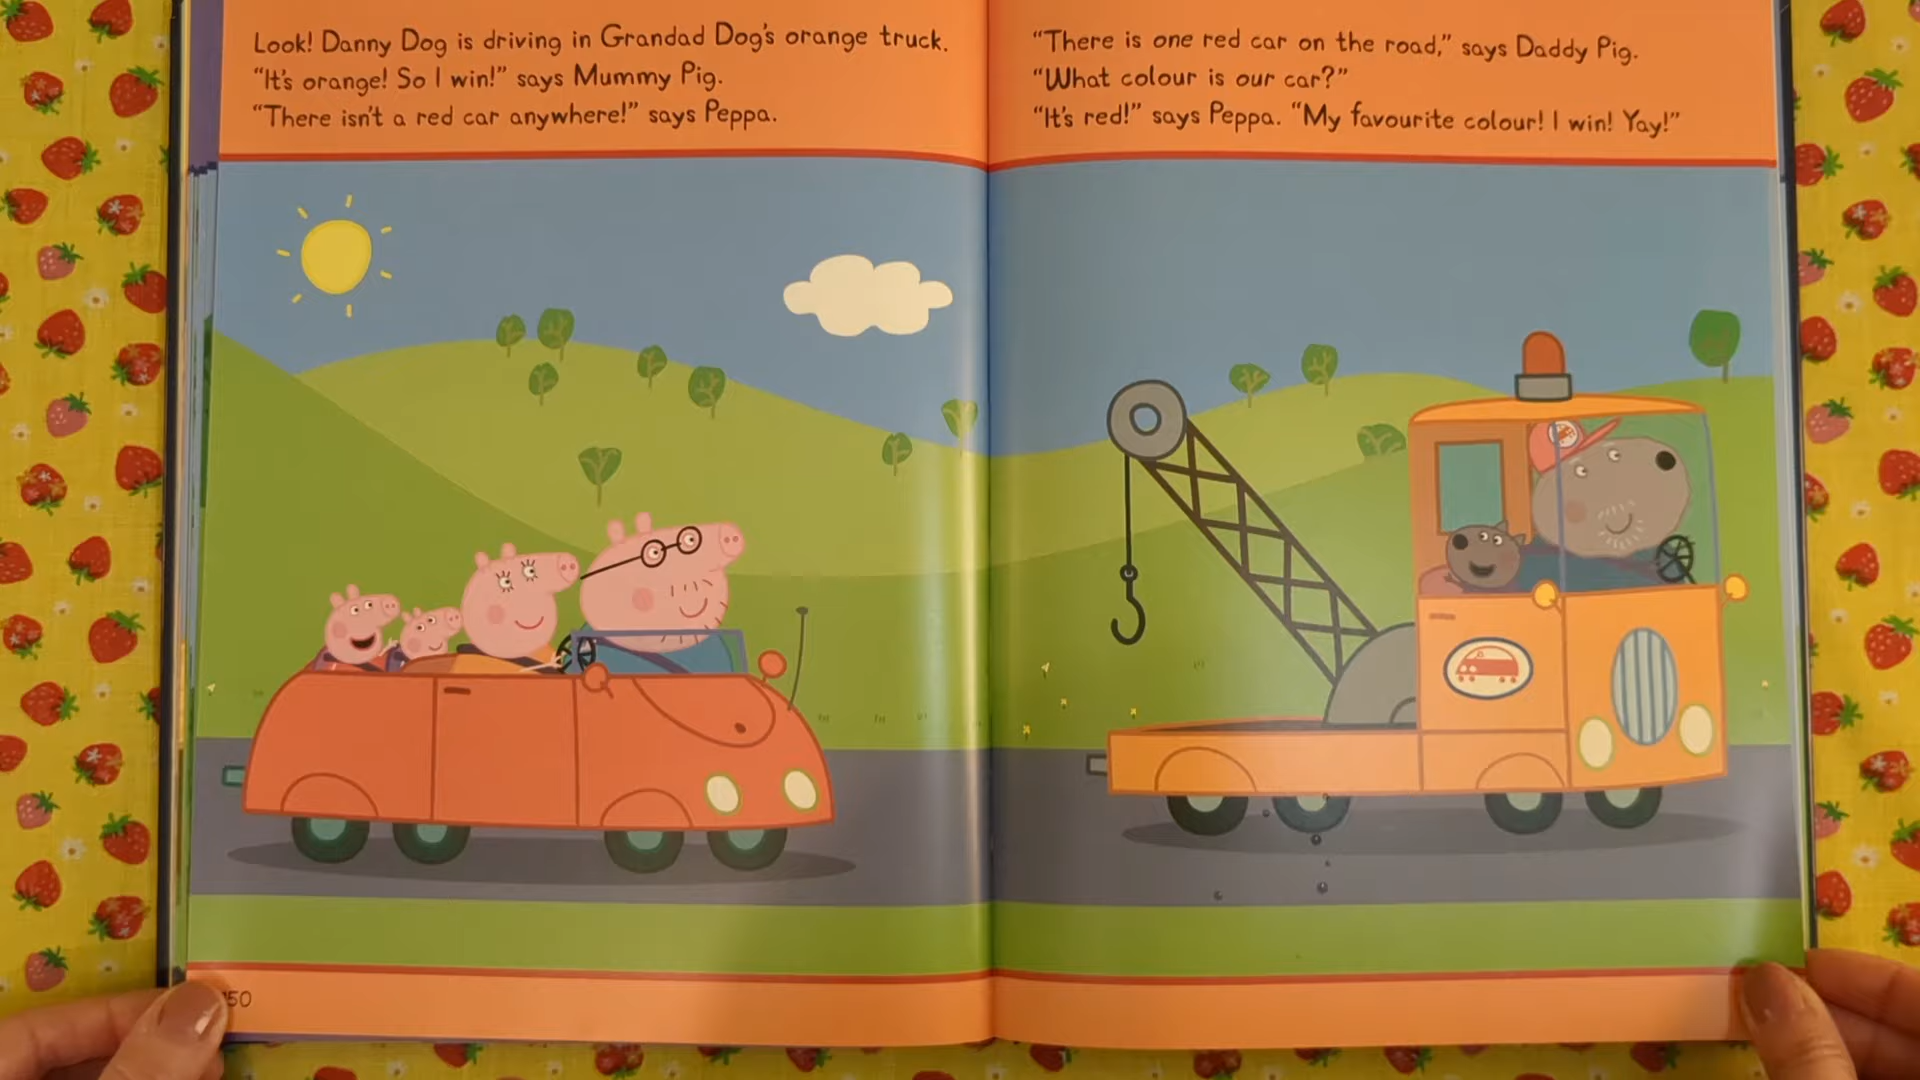 Look! Danny Dog is driving in Grandad Dog's orange truck.
“It's orange! So I win!” says Mummy Pig.
“There isn't a red car anywhere!” says Peppa.
“There is one red car on the road,” says Daddy Pig.
“What colour is our car?”
“It's red!” says Peppa. “My favourite colour! I win! Yay!”
150